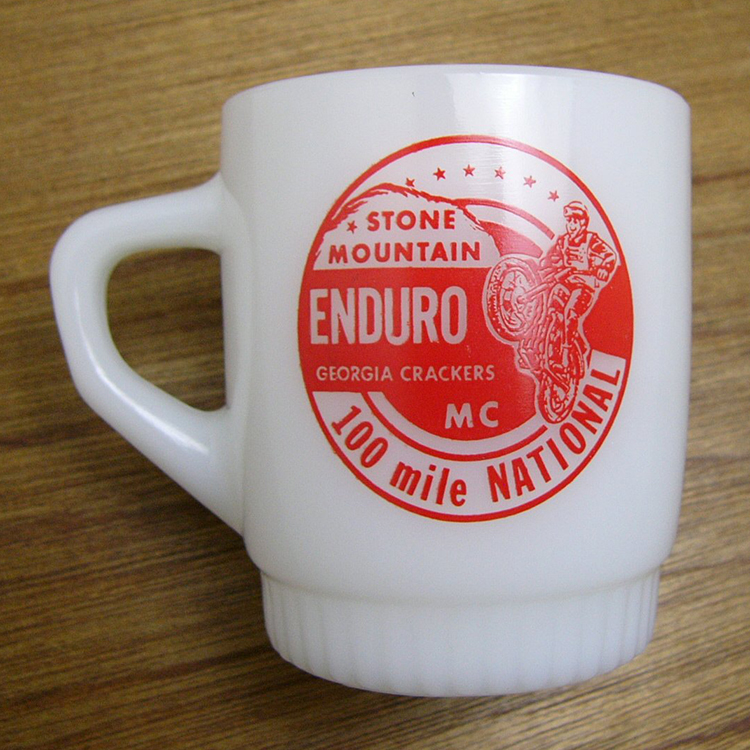 STONE
MOUNTAIN
ENDURO
GEORGIA CRACKERS
MC
100 mile NATIONAL